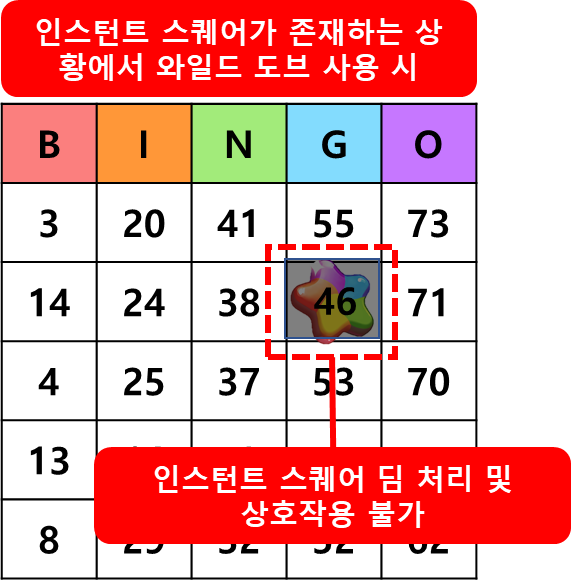 인스턴트 스퀘어가 존재하는 상
황에서 와일드 도브 사용 시
B I N G O
3 20 41 55 73
14 24 38 46 71
4 25 37 53 70
13
인스턴트 스퀘어 딤 처리 및
상호작용 불가
8